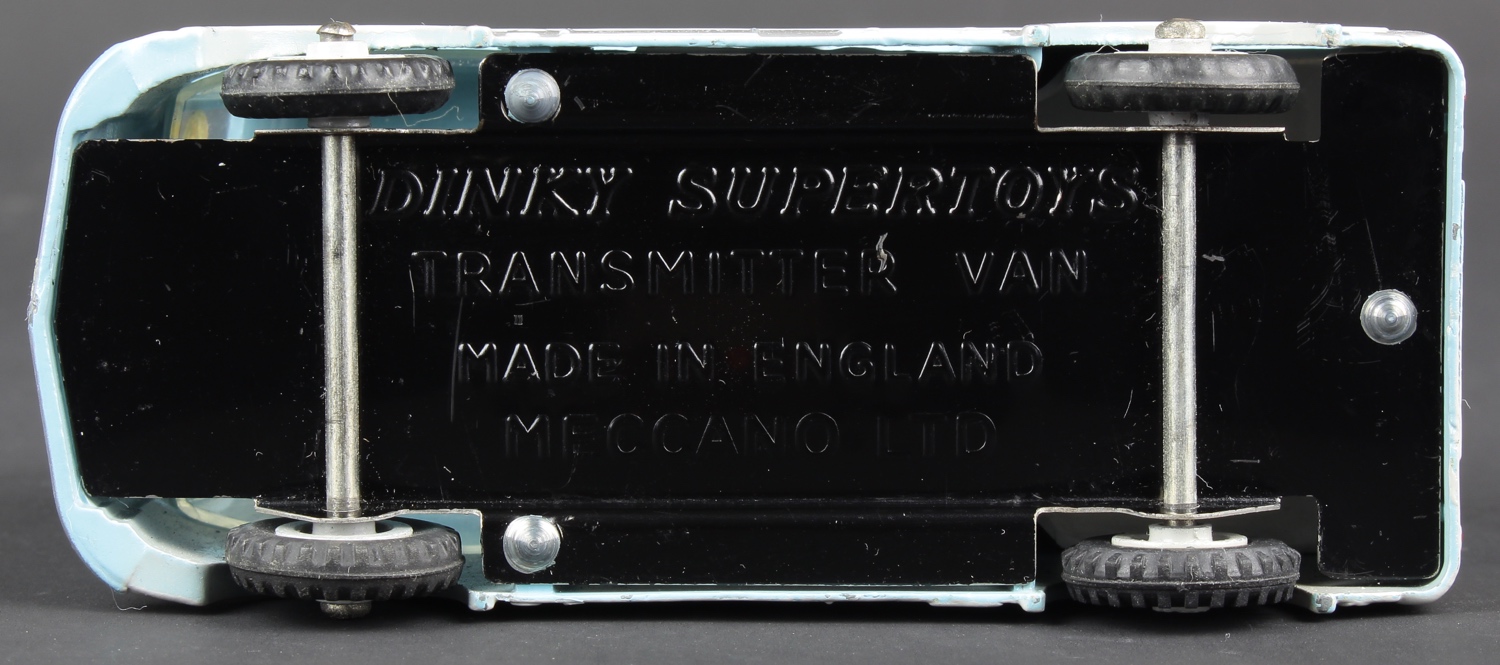 DINKY SUPERTOYS
TRANSMITTER VAN
MADE IN ENGLAND
MECCANO LTD